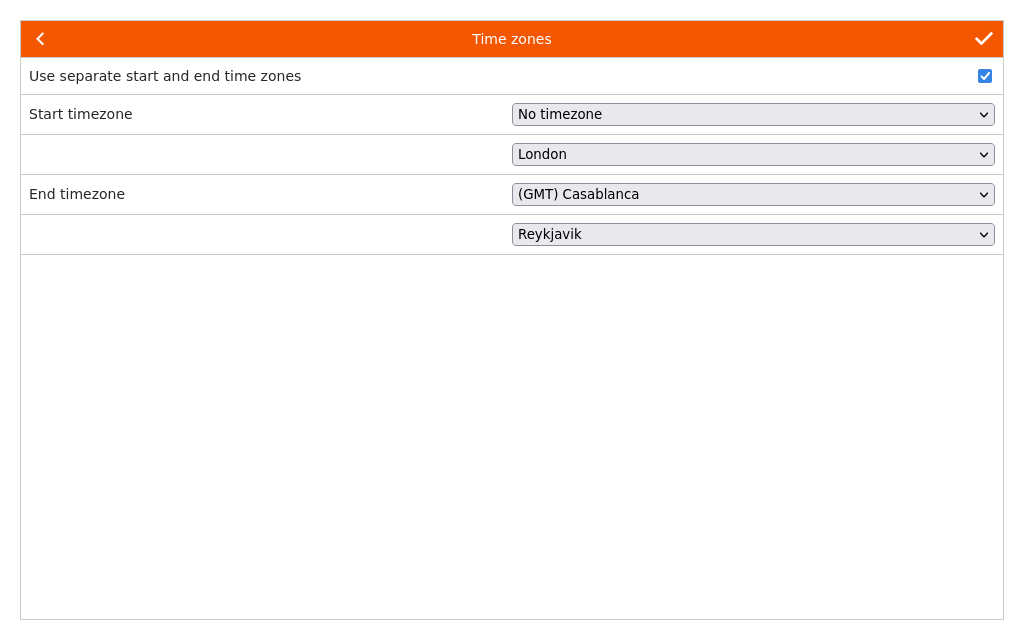 Time zones
Use separate start and end time zones
Start timezone
No timezone
London
End timezone
(GMT) Casablanca
Reykjavik